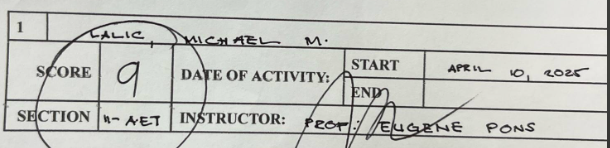 1
LALIC, MICHAEL M.
SCORE 9 DATE OF ACTIVITY: START APRIL 10, 2025
END
SECTION 11-AET INSTRUCTOR: PROF. EUGENE PONS